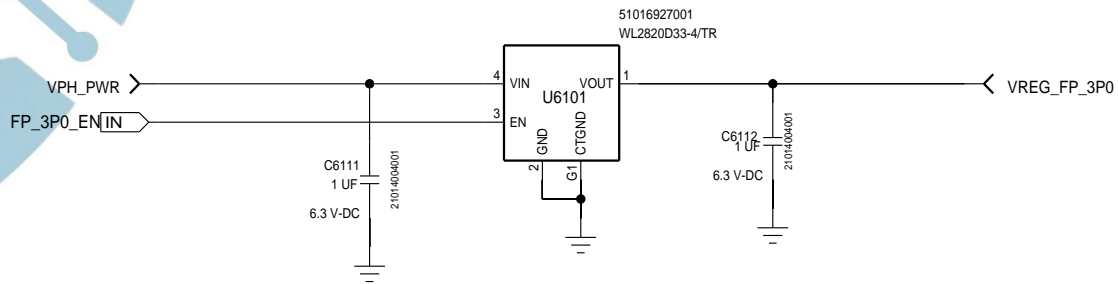 51016927001
WL2820D33-4/TR
VPH_PWR
4
VIN
VOUT
1
VREG_FP_3P0
U6101
FP_3P0_EN
IN
3
EN
GND
CTGND
2
G1
C6111
1 UF
6.3 V-DC
21014004001
C6112
1 UF
6.3 V-DC
21014004001